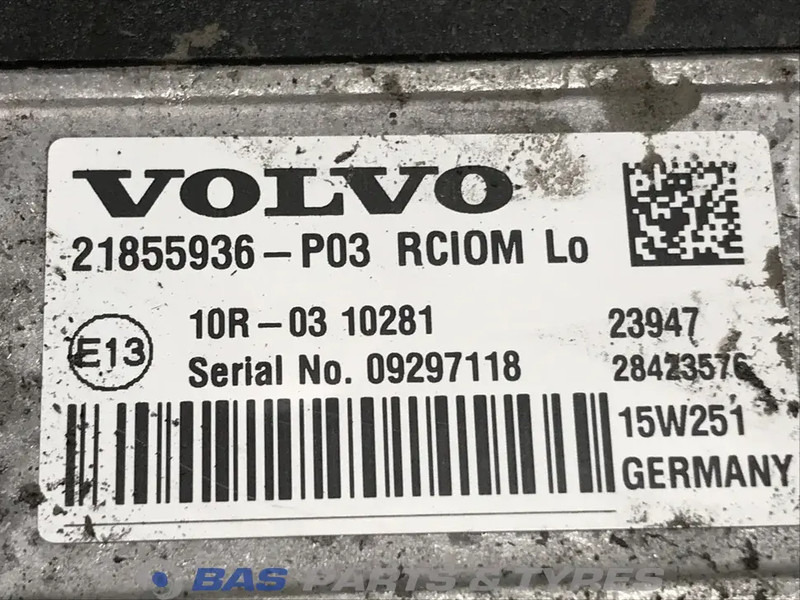 VOLVO
21855936-P03 RCIOM Lo
10R-03 10281 23947
E13
Serial No. 09297118 28423576
15W251
GERMANY
BAS PARTS & TYRES